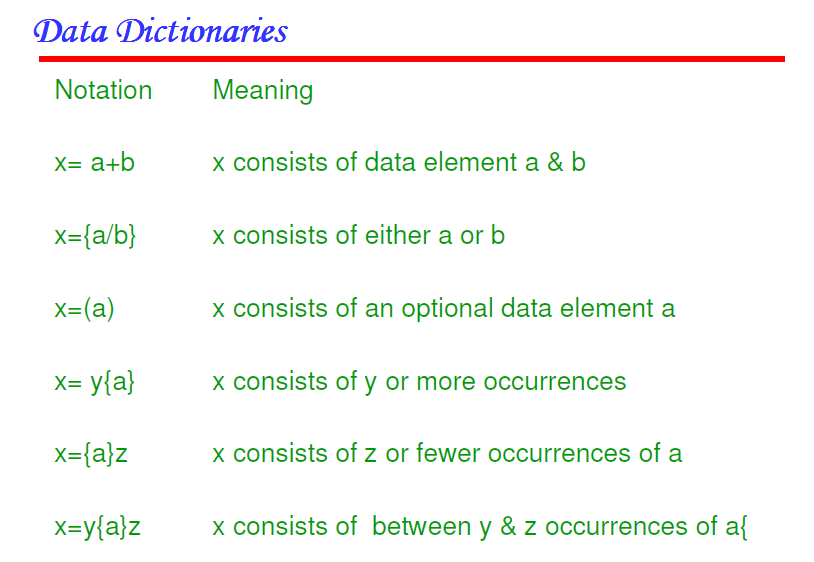 Data Dictionaries
Notation Meaning
x= a+b x consists of data element a & b
x={a/b} x consists of either a or b
x=(a) x consists of an optional data element a
x= y{a} x consists of y or more occurrences
x={a}z x consists of z or fewer occurrences of a
x=y{a}z x consists of  between y & z occurrences of a{